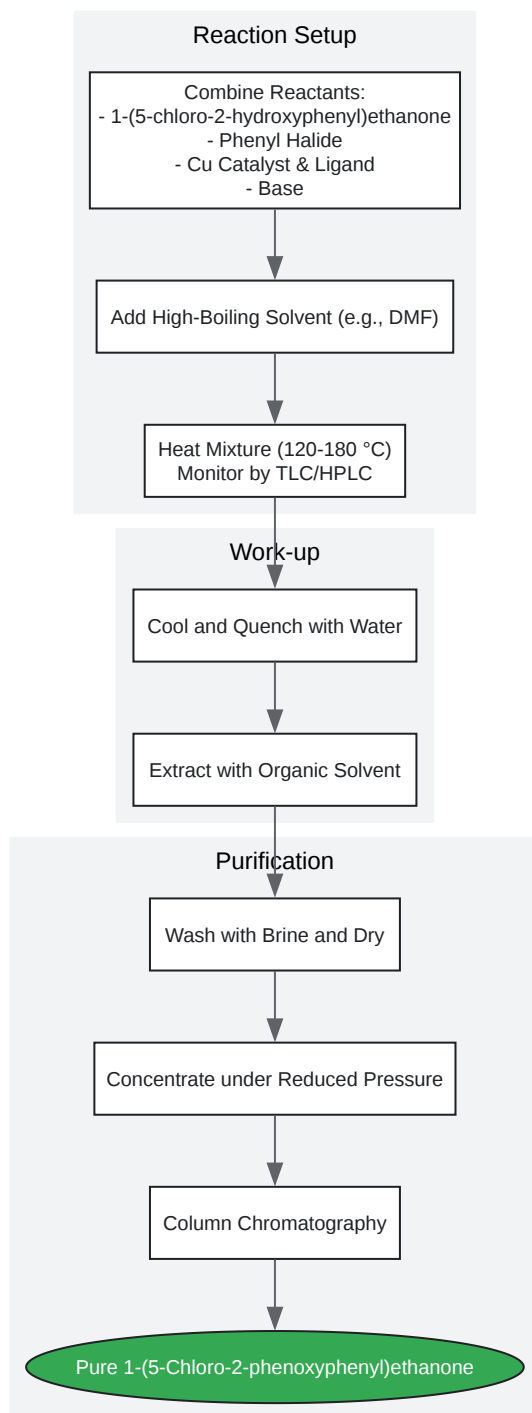 Reaction Setup
Combine Reactants:
- 1-(5-chloro-2-hydroxyphenyl)ethanone
- Phenyl Halide
- Cu Catalyst & Ligand
- Base
Add High-Boiling Solvent (e.g., DMF)
Heat Mixture (120-180 °C)
Monitor by TLC/HPLC
Work-up
Cool and Quench with Water
Extract with Organic Solvent
Purification
Wash with Brine and Dry
Concentrate under Reduced Pressure
Column Chromatography
Pure 1-(5-Chloro-2-phenoxyphenyl)ethanone